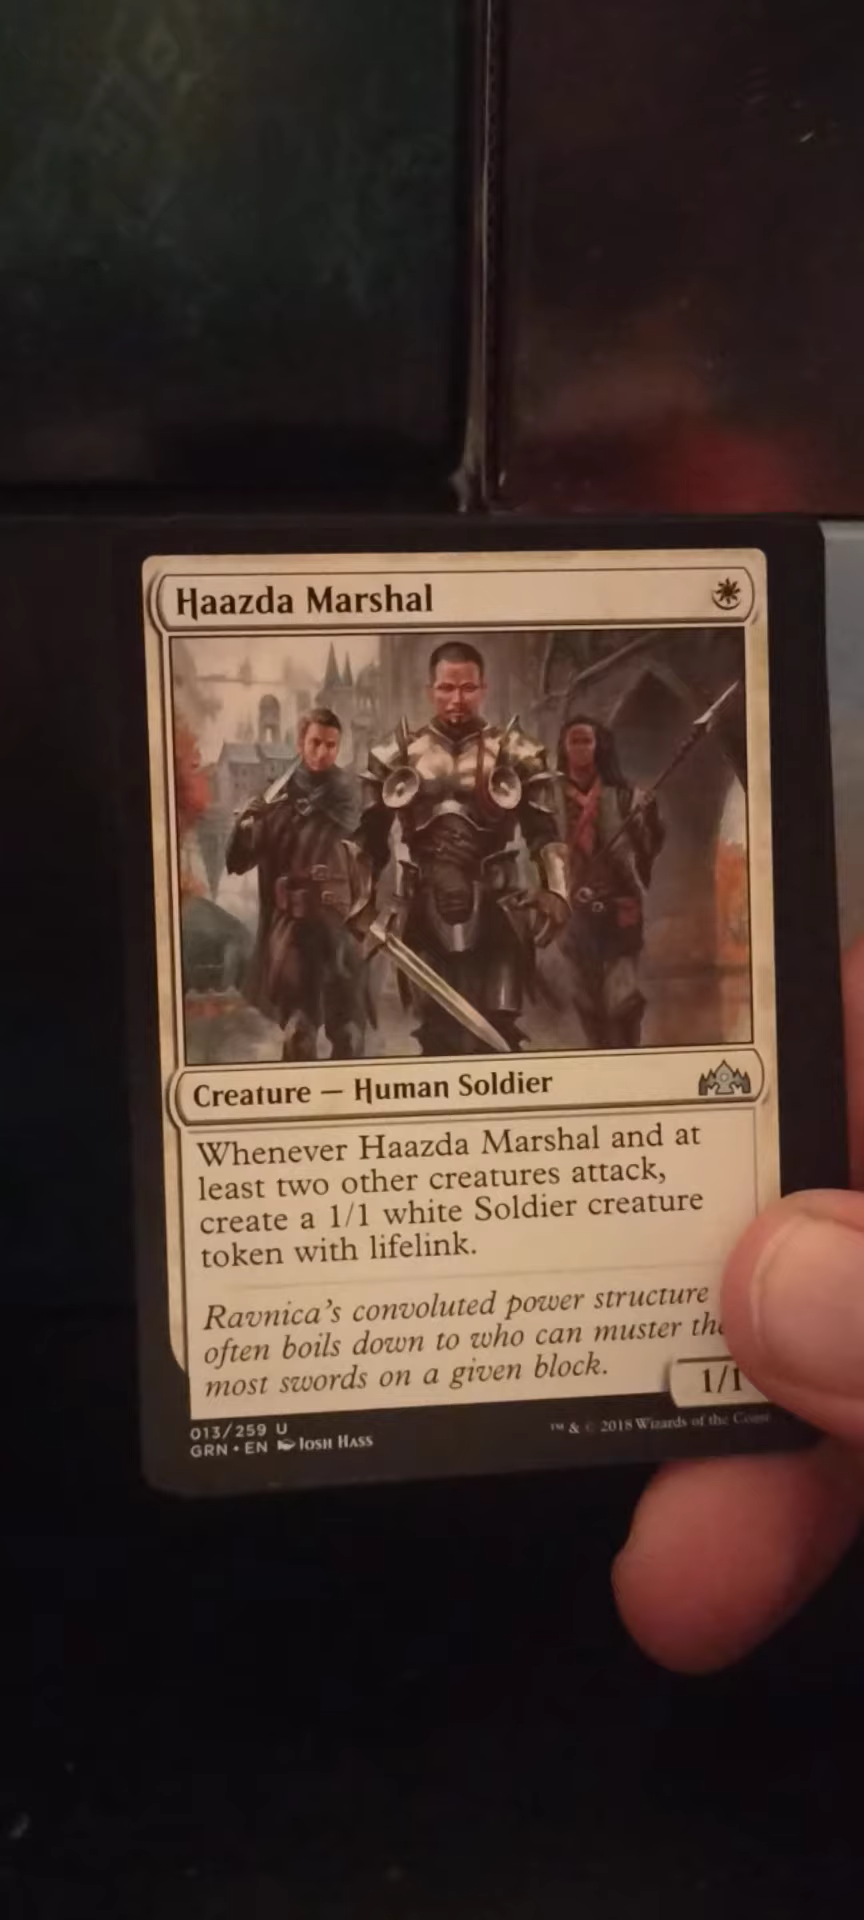 Haazda Marshal
Creature — Human Soldier
Whenever Haazda Marshal and at
least two other creatures attack,
create a 1/1 white Soldier creature
token with lifelink.
Ravnica's convoluted power structure
often boils down to who can muster the
most swords on a given block.
1/1
013/259 U
GRN • EN Josh Hass
™ & © 2018 Wizards of the Coast